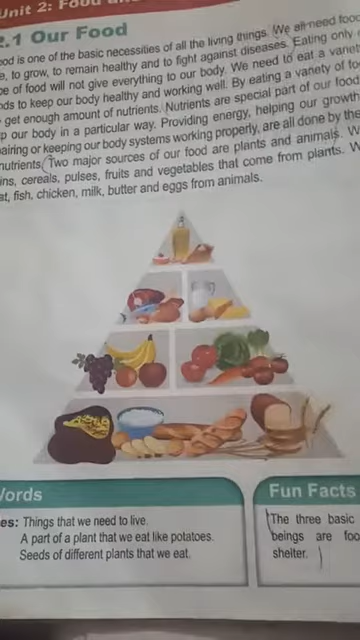 Unit 2: Food
2.1 Our Food
ood is one of the basic necessities of all the living things. We all need food
e, to grow, to remain healthy and to fight against diseases. Eating only
pe of food will not give everything to our body. We need to eat a variet
ods to keep our body healthy and working well. By eating a variety of fo
get enough amount of nutrients. Nutrients are special part of our food
p our body in a particular way. Providing energy, helping our growth
airing or keeping our body systems working properly, are all done by the
nutrients. Two major sources of our food are plants and animals. W
ins, cereals, pulses, fruits and vegetables that come from plants. W
at, fish, chicken, milk, butter and eggs from animals.
Words
es: Things that we need to live.
A part of a plant that we eat like potatoes.
Seeds of different plants that we eat.
Fun Facts
The three basic
beings are foo
shelter.